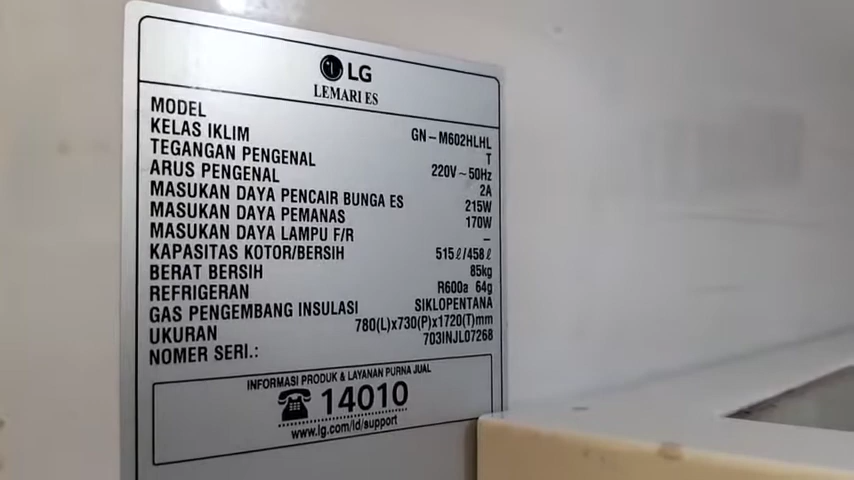 LG
LEMARI ES
MODEL GN-M602HLHL
KELAS IKLIM T
TEGANGAN PENGENAL 220V~50Hz
ARUS PENGENAL 2A
MASUKAN DAYA PENCAIR BUNGA ES 215W
MASUKAN DAYA PEMANAS 170W
MASUKAN DAYA LAMPU F/R –
KAPASITAS KOTOR/BERSIH 515ℓ/458ℓ
BERAT BERSIH 85kg
REFRIGERAN R600a 64g
GAS PENGEMBANG INSULASI SIKLOPENTANA
UKURAN 780(L)x730(P)x1720(T)mm
NOMER SERI.: 703INJL07268
INFORMASI PRODUK & LAYANAN PURNA JUAL
14010
www.lg.com/id/support